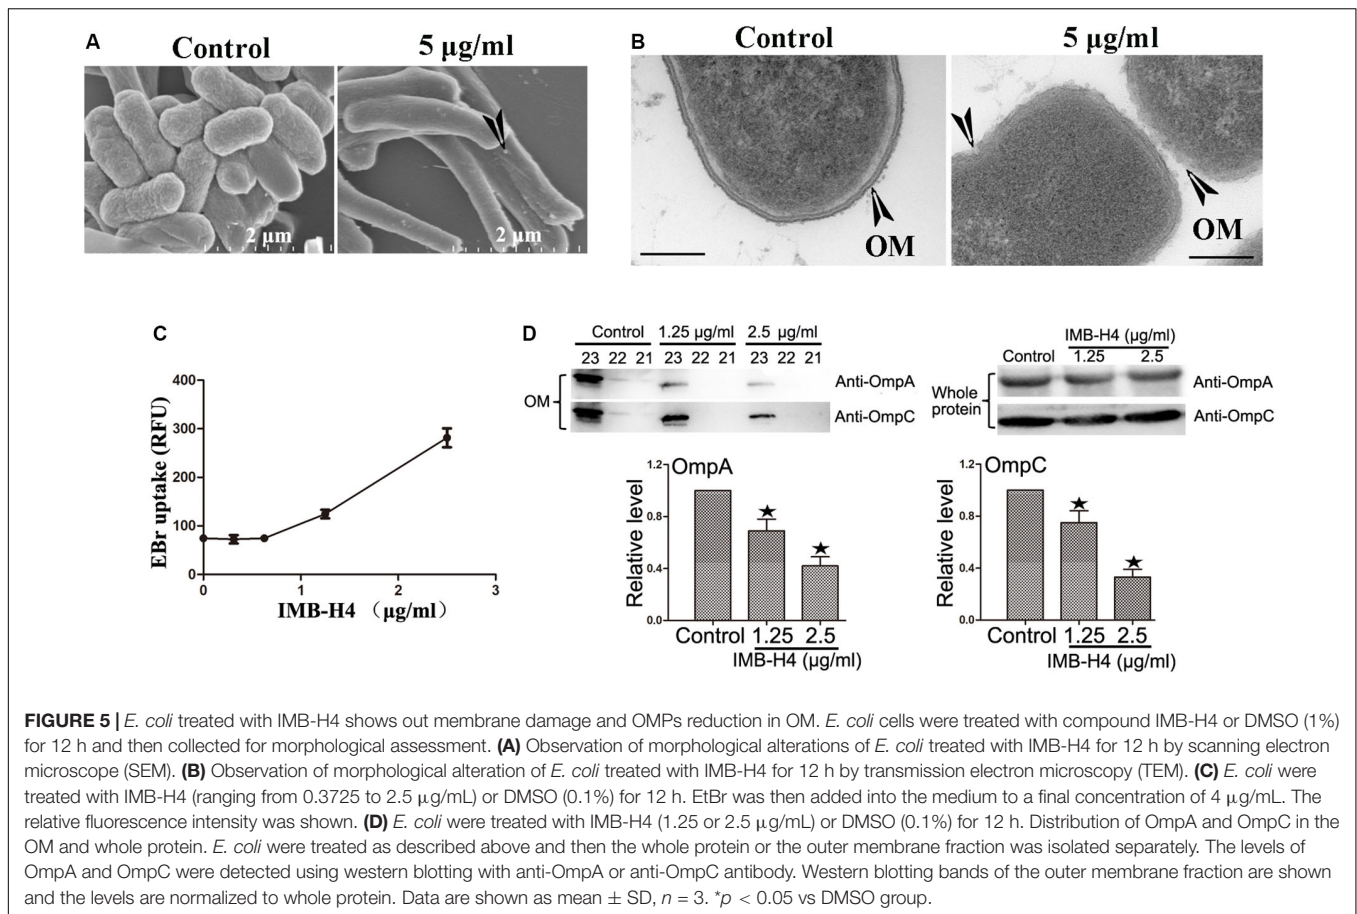 A
Control
5 µg/ml
2 µm
2 µm
B
Control
5 µg/ml
OM
OM
C
400
300
200
100
0
EBr uptake (RFU)
0 1 2 3
IMB-H4 （µg/ml）
D
Control 1.25 µg/ml 2.5 µg/ml
23 22 21 23 22 21 23 22 21
OM
Anti-OmpA
Anti-OmpC
IMB-H4 (µg/ml)
Control 1.25 2.5
Whole
protein
Anti-OmpA
Anti-OmpC
OmpA
1.2
0.8
0.4
0.0
Relative level
★
★
Control 1.25 2.5
IMB-H4 (µg/ml)
OmpC
1.2
0.8
0.4
0.0
Relative level
★
★
Control 1.25 2.5
IMB-H4 (µg/ml)
FIGURE 5 | E. coli treated with IMB-H4 shows out membrane damage and OMPs reduction in OM. E. coli cells were treated with compound IMB-H4 or DMSO (1%)
for 12 h and then collected for morphological assessment. (A) Observation of morphological alterations of E. coli treated with IMB-H4 for 12 h by scanning electron
microscope (SEM). (B) Observation of morphological alteration of E. coli treated with IMB-H4 for 12 h by transmission electron microscopy (TEM). (C) E. coli were
treated with IMB-H4 (ranging from 0.3725 to 2.5 µg/mL) or DMSO (0.1%) for 12 h. EtBr was then added into the medium to a final concentration of 4 µg/mL. The
relative fluorescence intensity was shown. (D) E. coli were treated with IMB-H4 (1.25 or 2.5 µg/mL) or DMSO (0.1%) for 12 h. Distribution of OmpA and OmpC in the
OM and whole protein. E. coli were treated as described above and then the whole protein or the outer membrane fraction was isolated separately. The levels of
OmpA and OmpC were detected using western blotting with anti-OmpA or anti-OmpC antibody. Western blotting bands of the outer membrane fraction are shown
and the levels are normalized to whole protein. Data are shown as mean ± SD, n = 3. *p < 0.05 vs DMSO group.